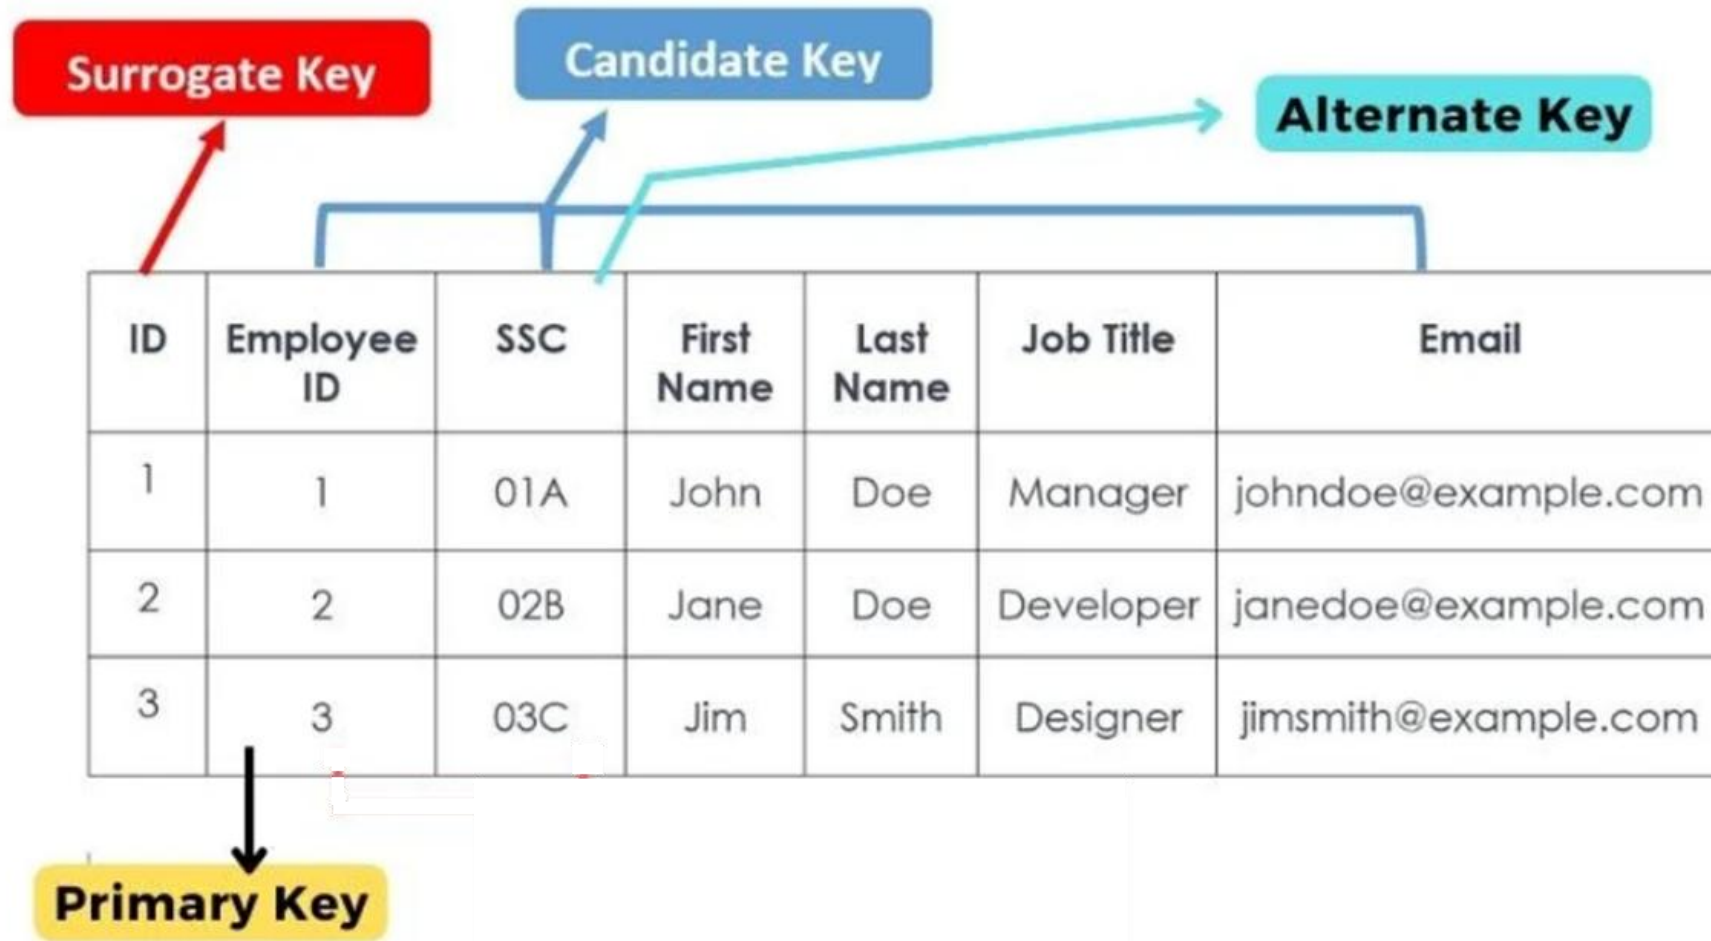 Surrogate Key
Candidate Key
Alternate Key
ID Employee ID SSC First Name Last Name Job Title Email
1 1 01A John Doe Manager johndoe@example.com
2 2 02B Jane Doe Developer janedoe@example.com
3 3 03C Jim Smith Designer jimsmith@example.com
Primary Key